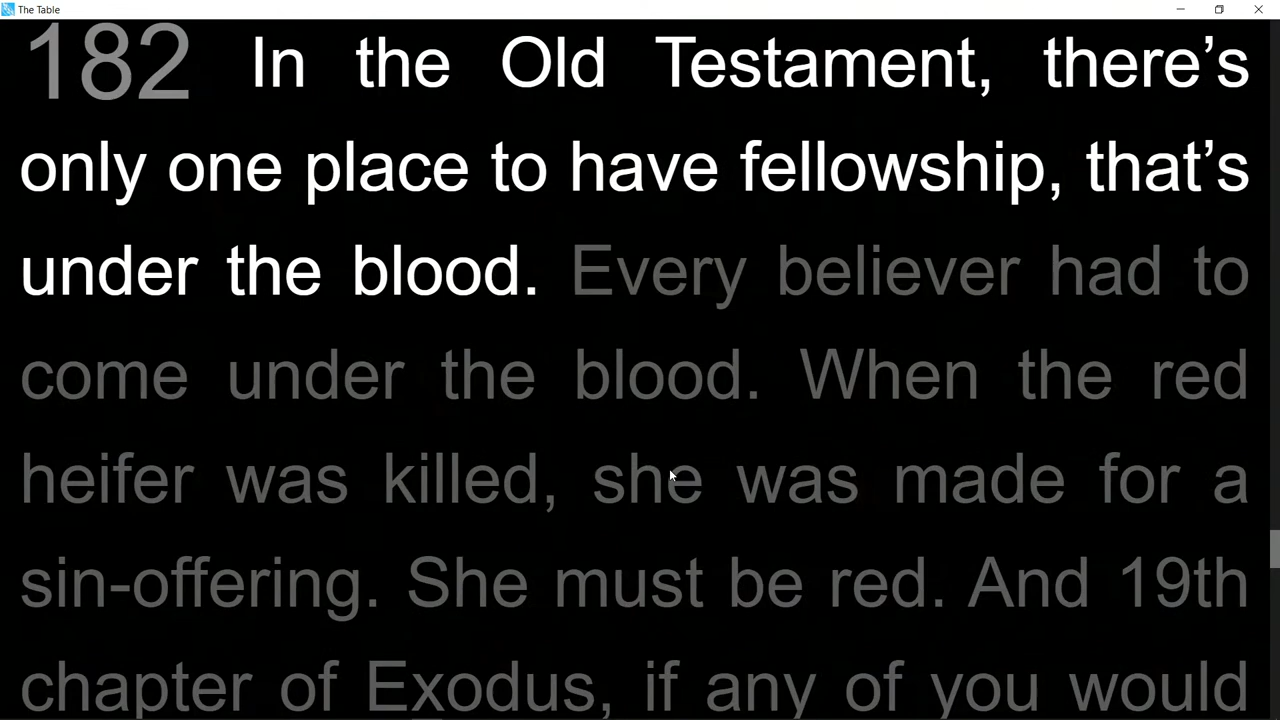 The Table
182 In the Old Testament, there’s
only one place to have fellowship, that’s
under the blood. Every believer had to
come under the blood. When the red
heifer was killed, she was made for a
sin-offering. She must be red. And 19th
chapter of Exodus, if any of you would